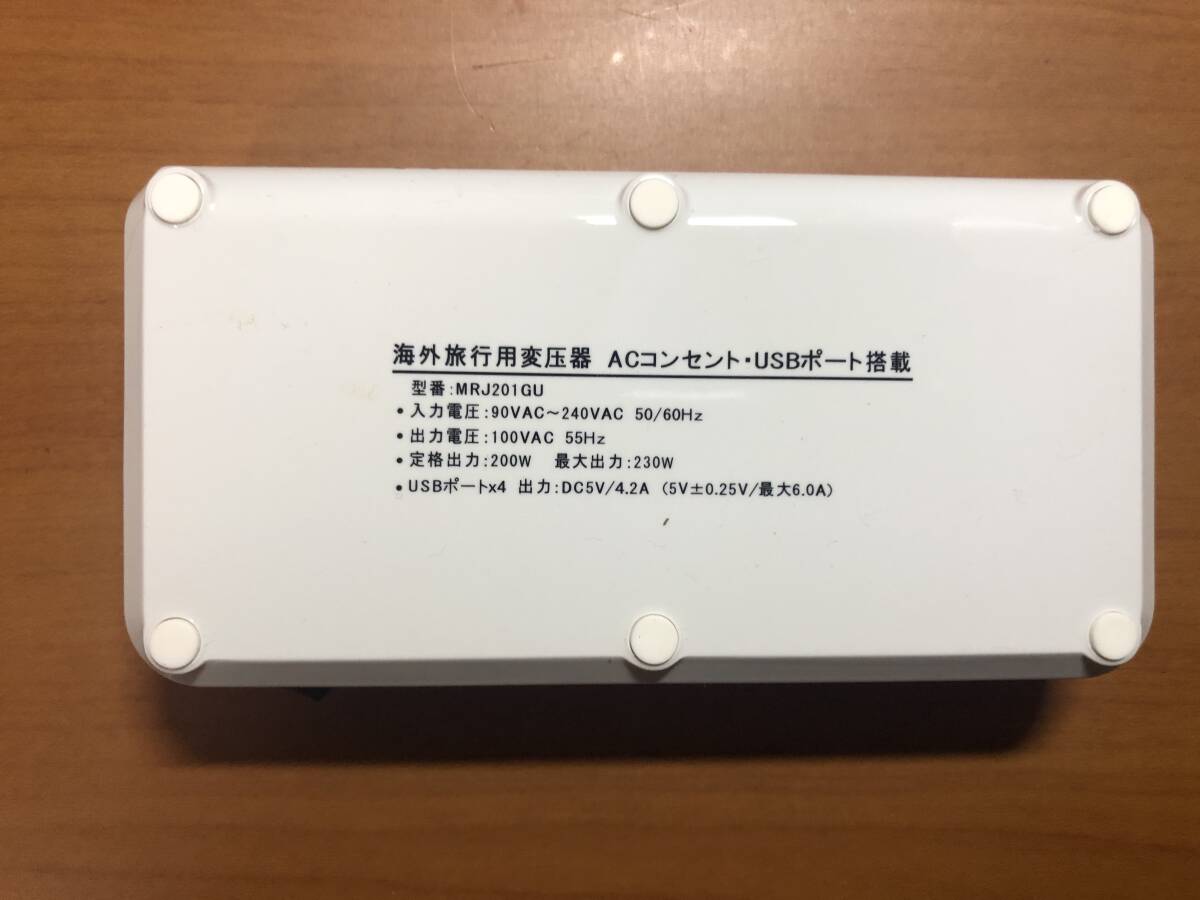 海外旅行用変圧器 ACコンセント・USBポート搭載
型番:MRJ201GU
・入力電圧:90VAC～240VAC 50/60Hz
・出力電圧:100VAC 55Hz
・定格出力:200W 最大出力:230W
・USBポートx4 出力:DC5V/4.2A (5V±0.25V/最大6.0A)